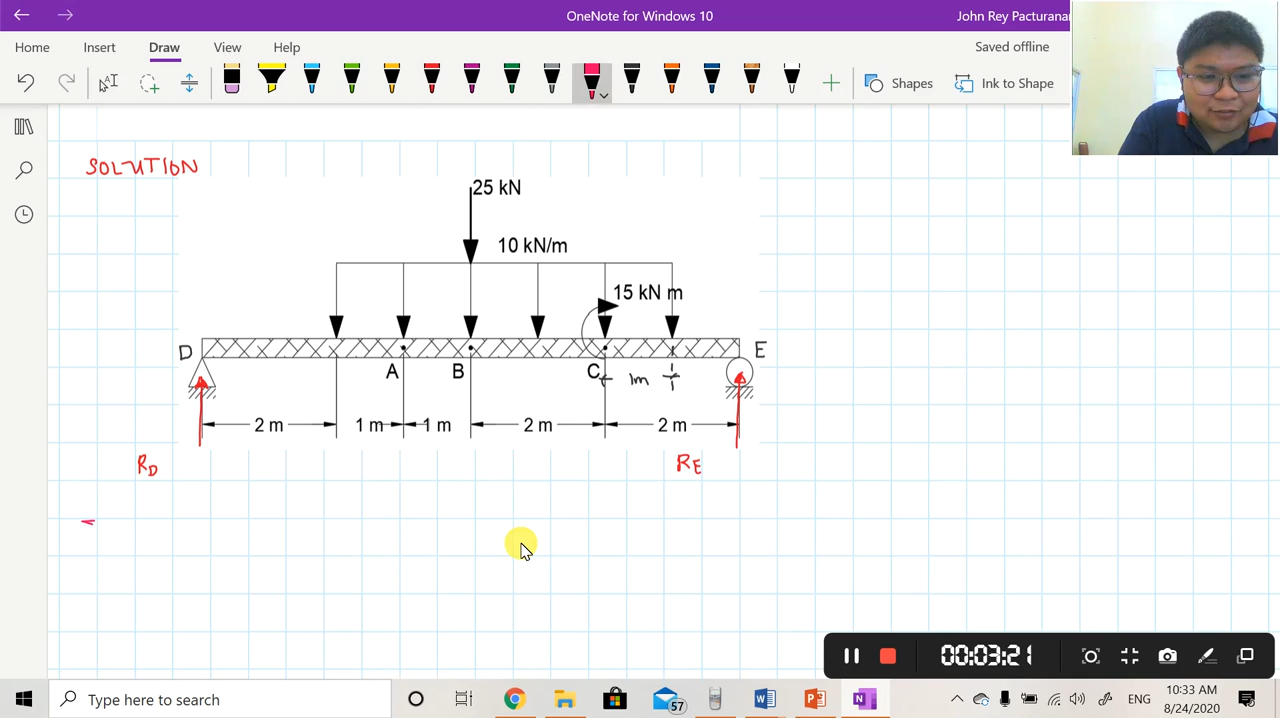 OneNote for Windows 10
John Rey Pacturana
Home Insert Draw View Help
Saved offline
Shapes
Ink to Shape
SOLUTION
25 kN
10 kN/m
15 kN m
D
E
A B C
1m
2 m 1 m 1 m 2 m 2 m
RD
RE
00:03:21
Type here to search
57
ENG
10:33 AM
8/24/2020